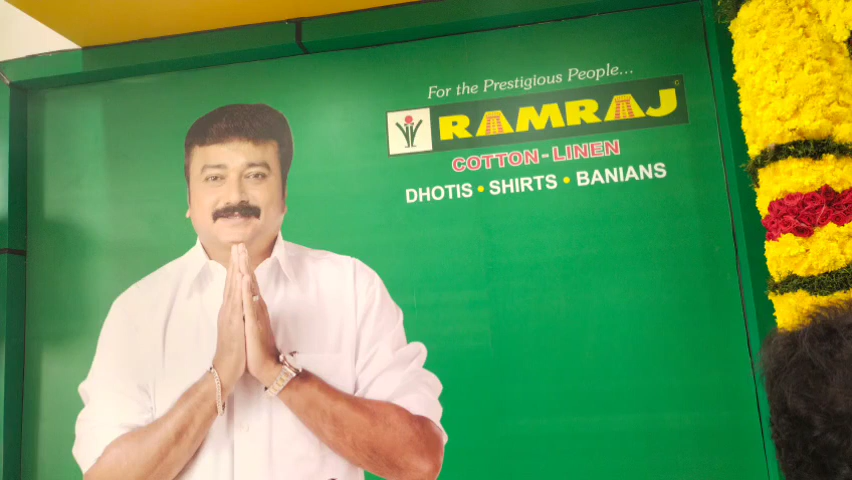 For the Prestigious People...
RAMRAJ
COTTON - LINEN
DHOTIS • SHIRTS • BANIANS